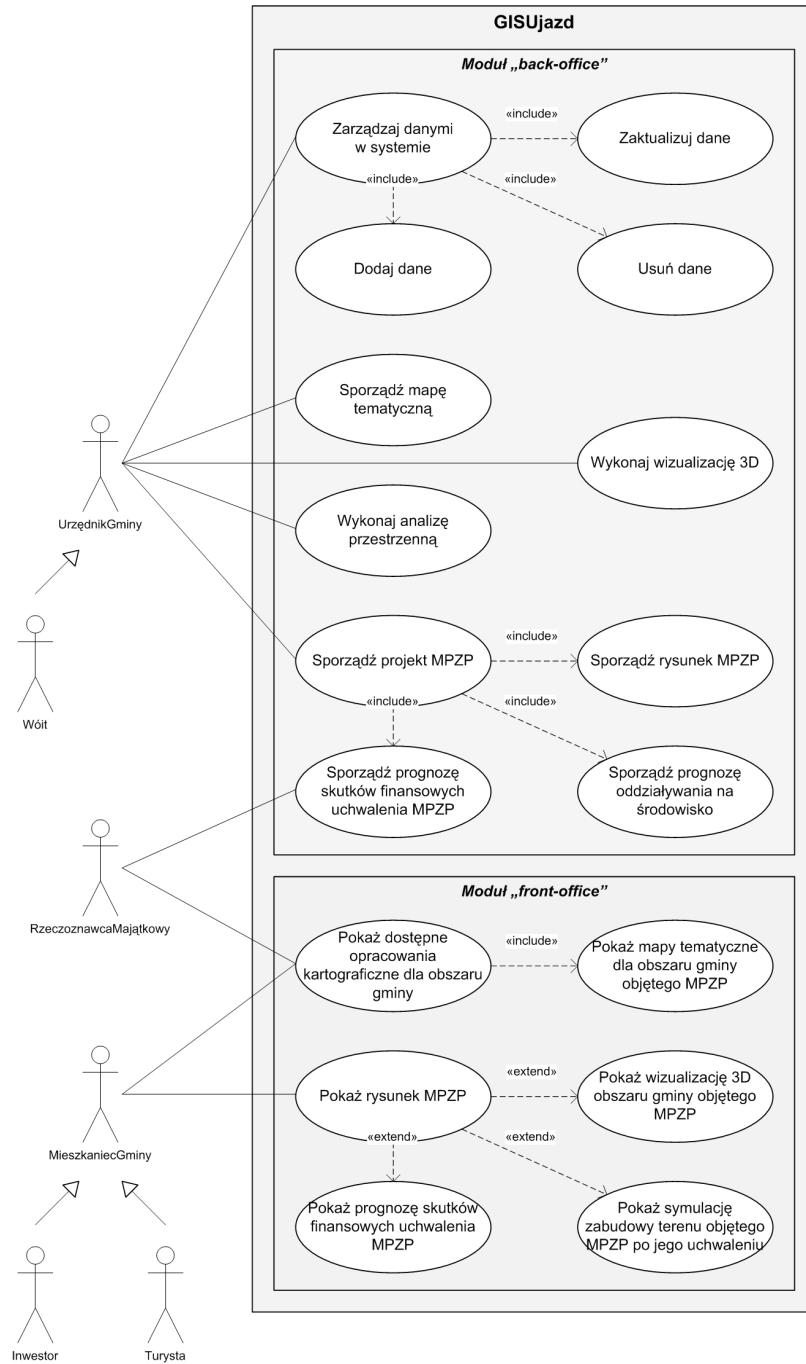 GISUjazd
Moduł „back-office”
Zarządzaj danymi
w systemie
«include»
Zaktualizuj dane
«include»
«include»
Dodaj dane
Usuń dane
Sporządź mapę
tematyczną
Wykonaj wizualizację 3D
UrzędnikGminy
Wykonaj analizę
przestrzenną
Wóit
Sporządź projekt MPZP
«include»
Sporządź rysunek MPZP
«include»
«include»
Sporządź prognozę
skutków finansowych
uchwalenia MPZP
Sporządź prognozę
oddziaływania na
środowisko
RzeczoznawcaMajątkowy
Moduł „front-office”
Pokaż dostępne
opracowania
kartograficzne dla obszaru
gminy
«include»
Pokaż mapy tematyczne
dla obszaru gminy
objętego MPZP
MieszkaniecGminy
Pokaż rysunek MPZP
«extend»
Pokaż wizualizację 3D
obszaru gminy objętego
MPZP
«extend»
«extend»
Pokaż prognozę skutków
finansowych uchwalenia
MPZP
Pokaż symulację
zabudowy terenu objętego
MPZP po jego uchwaleniu
Inwestor
Turysta